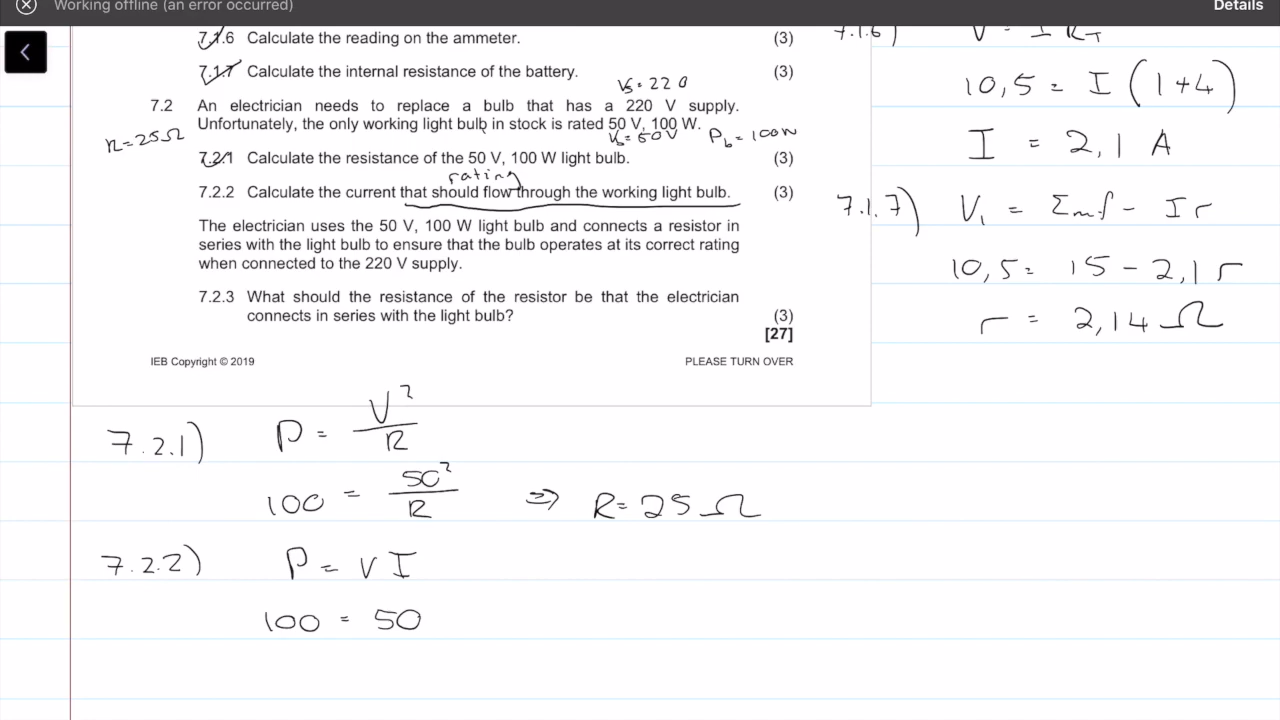 Working offline (an error occurred)
Details
7.1.6 Calculate the reading on the ammeter. (3)
7.1.7 Calculate the internal resistance of the battery. (3)
Vs = 220
7.2 An electrician needs to replace a bulb that has a 220 V supply.
Unfortunately, the only working light bulb in stock is rated 50 V, 100 W.
R = 25Ω
Vb = 50V Pb = 100W
7.2.1 Calculate the resistance of the 50 V, 100 W light bulb. (3)
rating
7.2.2 Calculate the current that should flow through the working light bulb. (3)
The electrician uses the 50 V, 100 W light bulb and connects a resistor in
series with the light bulb to ensure that the bulb operates at its correct rating
when connected to the 220 V supply.
7.2.3 What should the resistance of the resistor be that the electrician
connects in series with the light bulb? (3)
[27]
IEB Copyright © 2019 PLEASE TURN OVER
7.1.6) V = I RT
10,5 = I (1+4)
I = 2,1 A
7.1.7) V1 = Σmf - Ir
10,5 = 15 - 2,1 r
r = 2,14 Ω
7.2.1) P = V²/R
100 = 50²/R ⇒ R = 25 Ω
7.2.2) P = VI
100 = 50